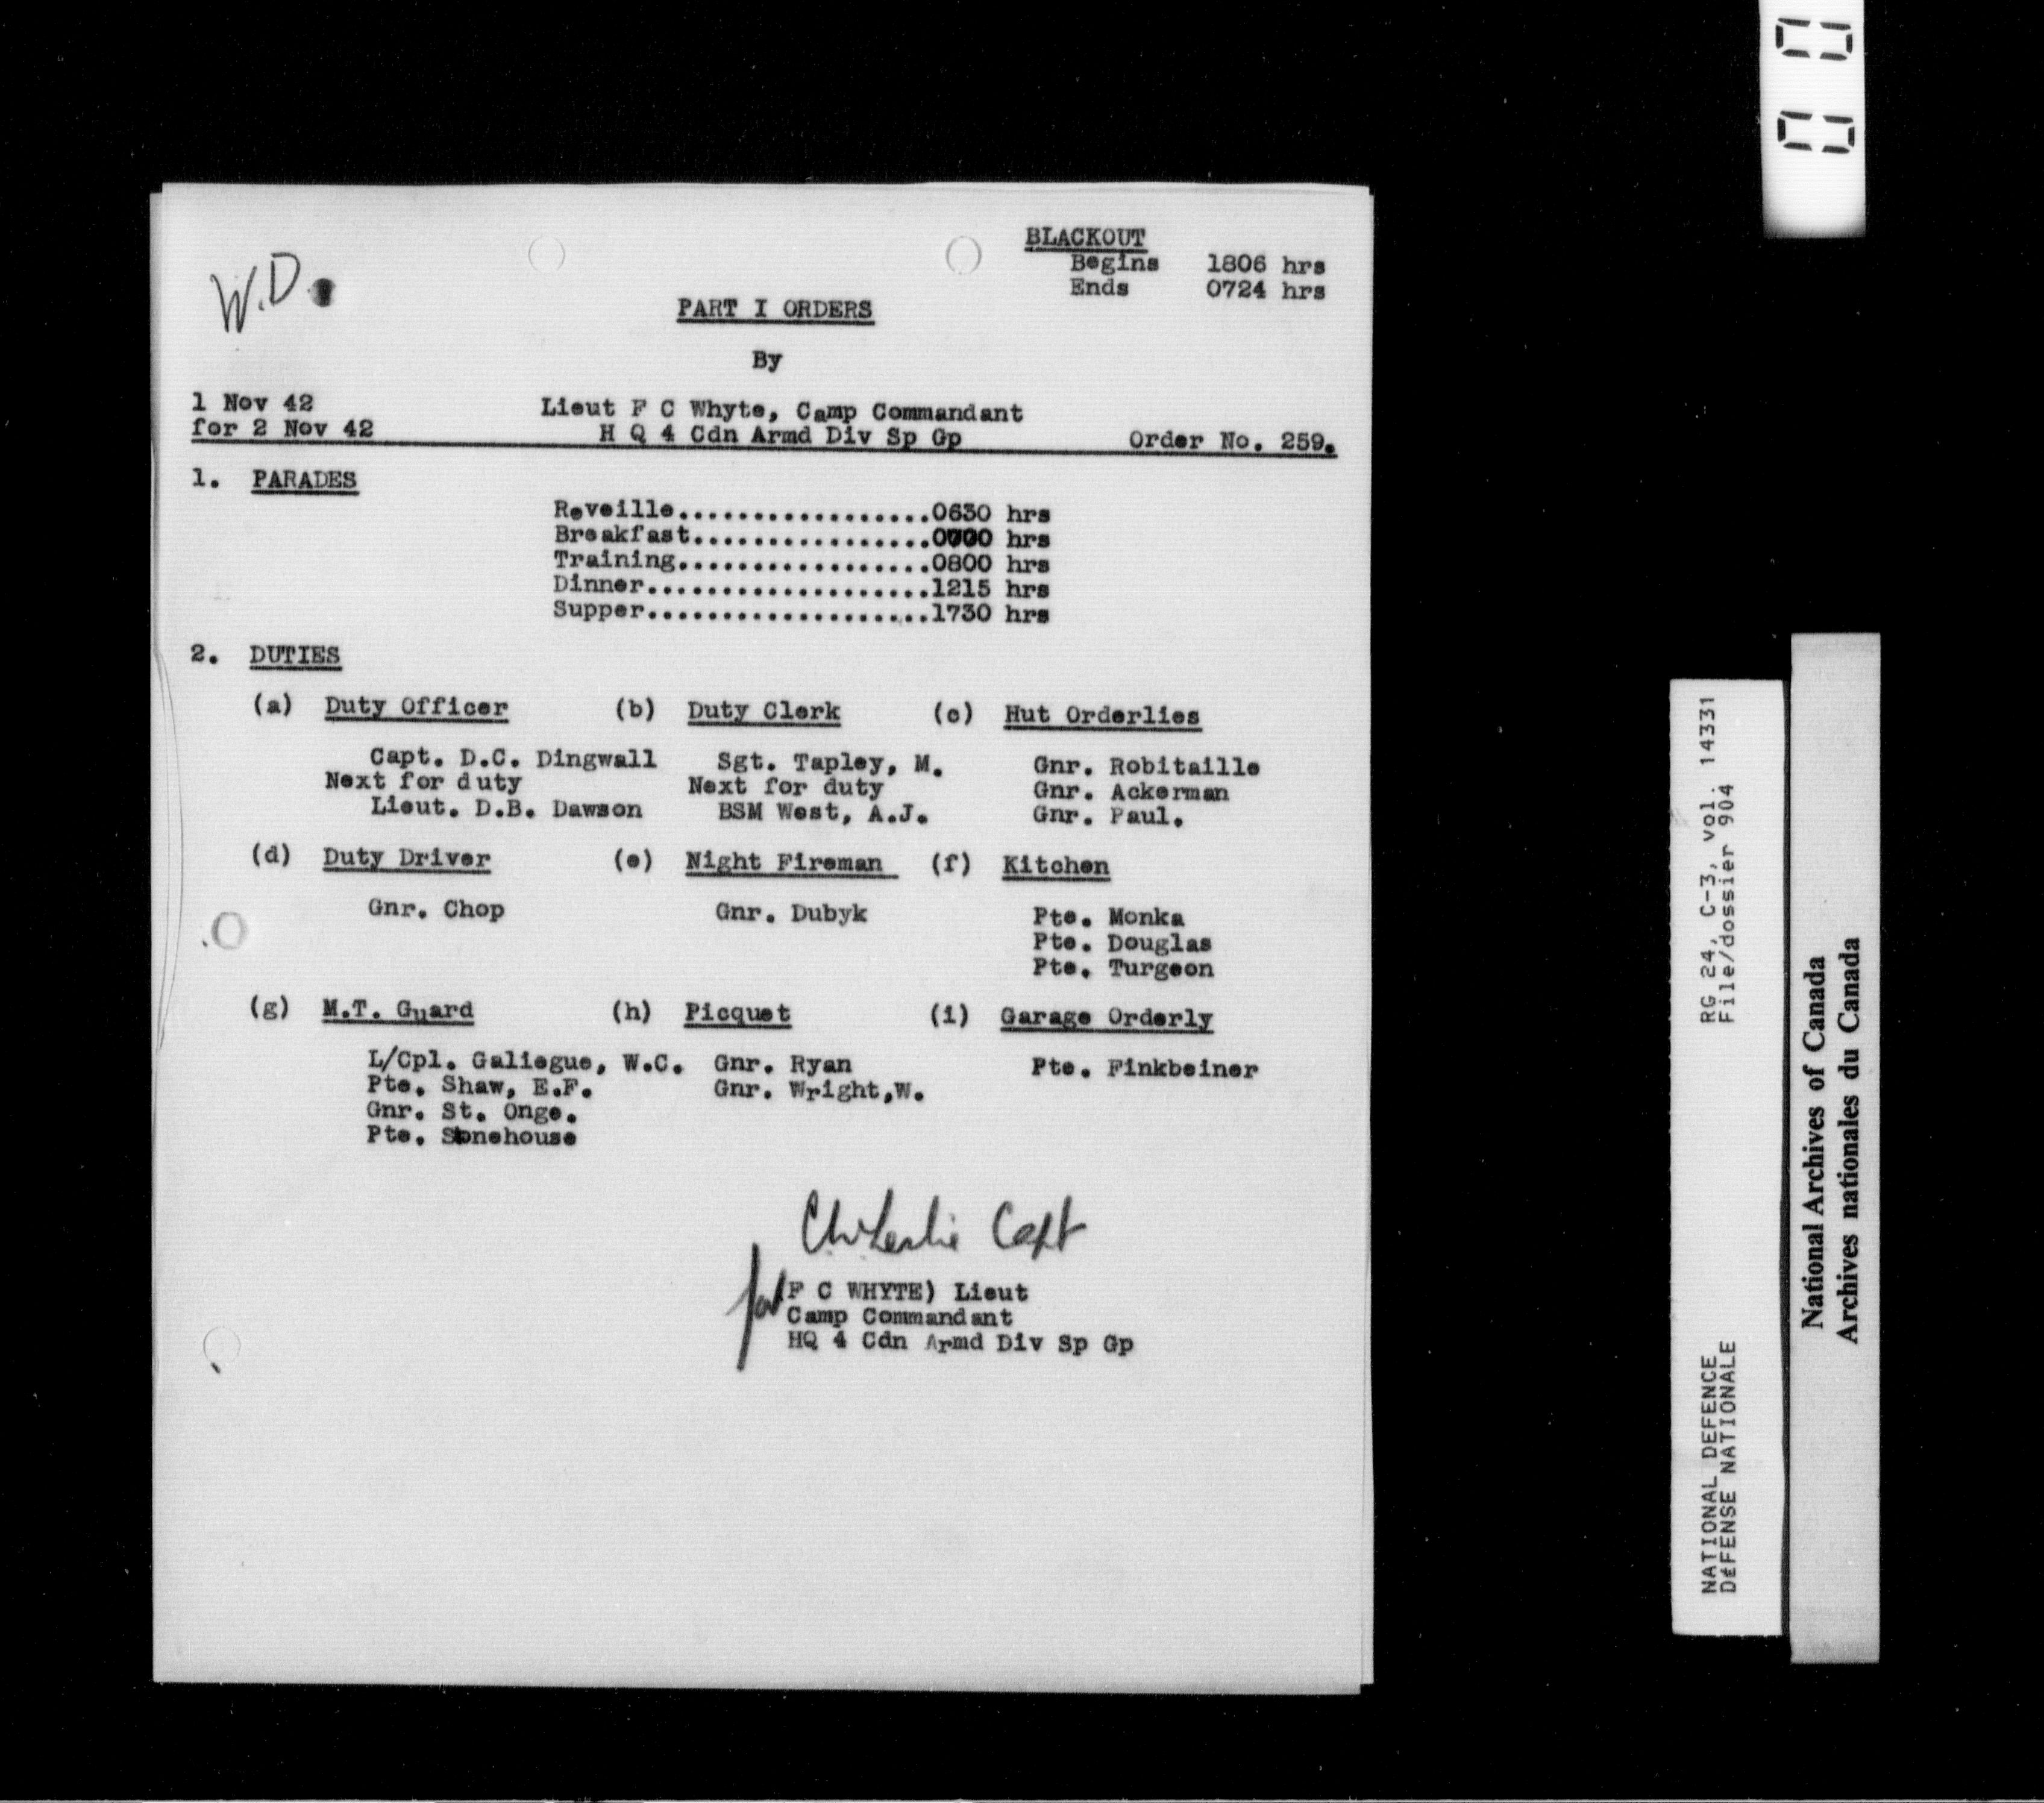 W.D.
BLACKOUT
Begins 1806 hrs
Ends 0724 hrs
PART I ORDERS
By
1 Nov 42 Lieut F C Whyte, Camp Commandant
for 2 Nov 42 H Q 4 Cdn Armd Div Sp Gp Order No. 259.
1. PARADES
Reveille.................0630 hrs
Breakfast................0700 hrs
Training.................0800 hrs
Dinner...................1215 hrs
Supper...................1730 hrs
2. DUTIES
(a) Duty Officer (b) Duty Clerk (c) Hut Orderlies
Capt. D.C. Dingwall Sgt. Tapley, M. Gnr. Robitaille
Next for duty Next for duty Gnr. Ackerman
Lieut. D.B. Dawson BSM West, A.J. Gnr. Paul.
(d) Duty Driver (e) Night Fireman (f) Kitchen
Gnr. Chop Gnr. Dubyk Pte. Monka
Pte. Douglas
Pte. Turgeon
(g) M.T. Guard (h) Picquet (i) Garage Orderly
L/Cpl. Galiegue, W.C. Gnr. Ryan Pte. Finkbeiner
Pte. Shaw, E.F. Gnr. Wright,W.
Gnr. St. Onge.
Pte. Stonehouse
Leslie Capt
for (F C WHYTE) Lieut
Camp Commandant
HQ 4 Cdn Armd Div Sp Gp
NATIONAL DEFENCE RG 24, C-3, vol. 14331
DÉFENSE NATIONALE File/dossier 904
National Archives of Canada
Archives nationales du Canada